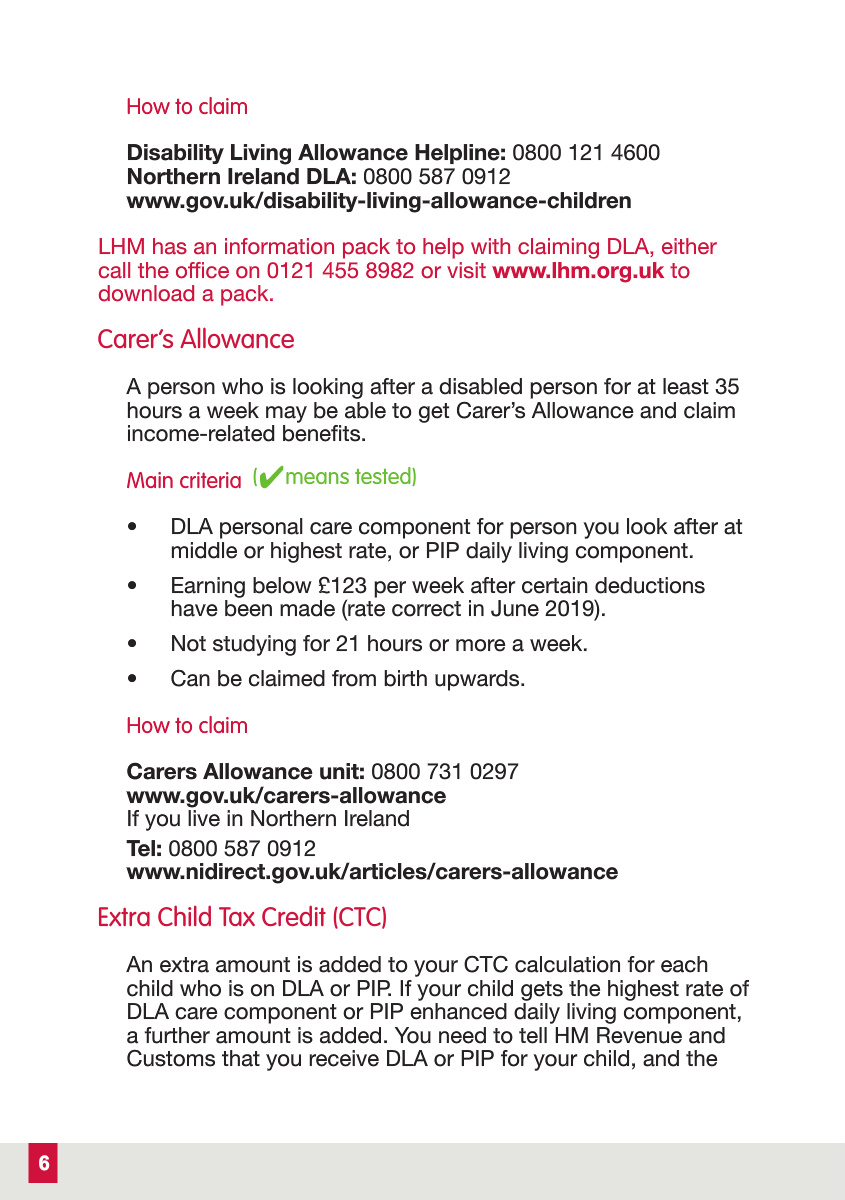 How to claim
Disability Living Allowance Helpline: 0800 121 4600
Northern Ireland DLA: 0800 587 0912
www.gov.uk/disability-living-allowance-children
LHM has an information pack to help with claiming DLA, either
call the office on 0121 455 8982 or visit www.lhm.org.uk to
download a pack.
Carer‘s Allowance
A person who is looking after a disabled person for at least 35
hours a week may be able to get Carer’s Allowance and claim
income-related benefits.
Main criteria (✔means tested)
• DLA personal care component for person you look after at
middle or highest rate, or PIP daily living component.
• Earning below £123 per week after certain deductions
have been made (rate correct in June 2019).
• Not studying for 21 hours or more a week.
• Can be claimed from birth upwards.
How to claim
Carers Allowance unit: 0800 731 0297
www.gov.uk/carers-allowance
If you live in Northern Ireland
Tel: 0800 587 0912
www.nidirect.gov.uk/articles/carers-allowance
Extra Child Tax Credit (CTC)
An extra amount is added to your CTC calculation for each
child who is on DLA or PIP. If your child gets the highest rate of
DLA care component or PIP enhanced daily living component,
a further amount is added. You need to tell HM Revenue and
Customs that you receive DLA or PIP for your child, and the
6